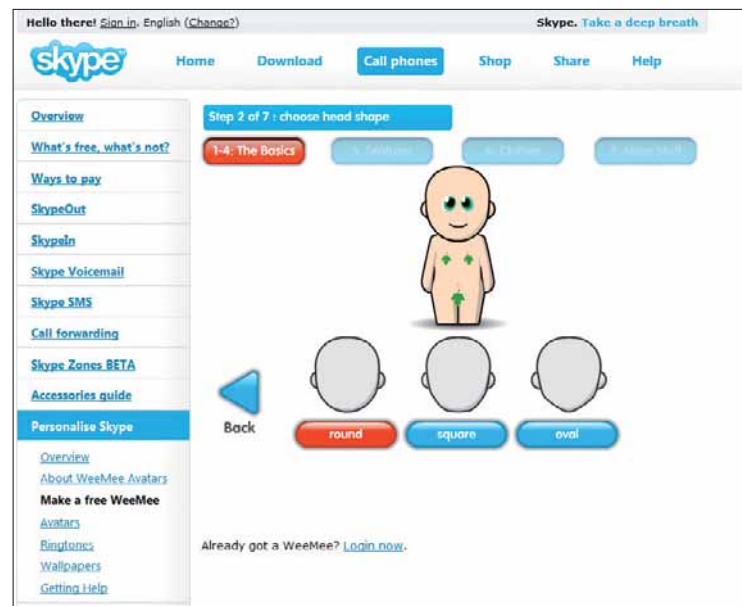 Hello there! Sign in. English (Change?)
Skype. Take a deep breath
skype
Home Download Call phones Shop Share Help
Overview
What's free, what's not?
Ways to pay
SkypeOut
SkypeIn
Skype Voicemail
Skype SMS
Call forwarding
Skype Zones BETA
Accessories guide
Personalise Skype
Overview
About WeeMee Avatars
Make a free WeeMee
Avatars
Ringtones
Wallpapers
Getting Help
Step 2 of 7 : choose head shape
1-4: The Basics
Back
round square oval
Already got a WeeMee? Login now.